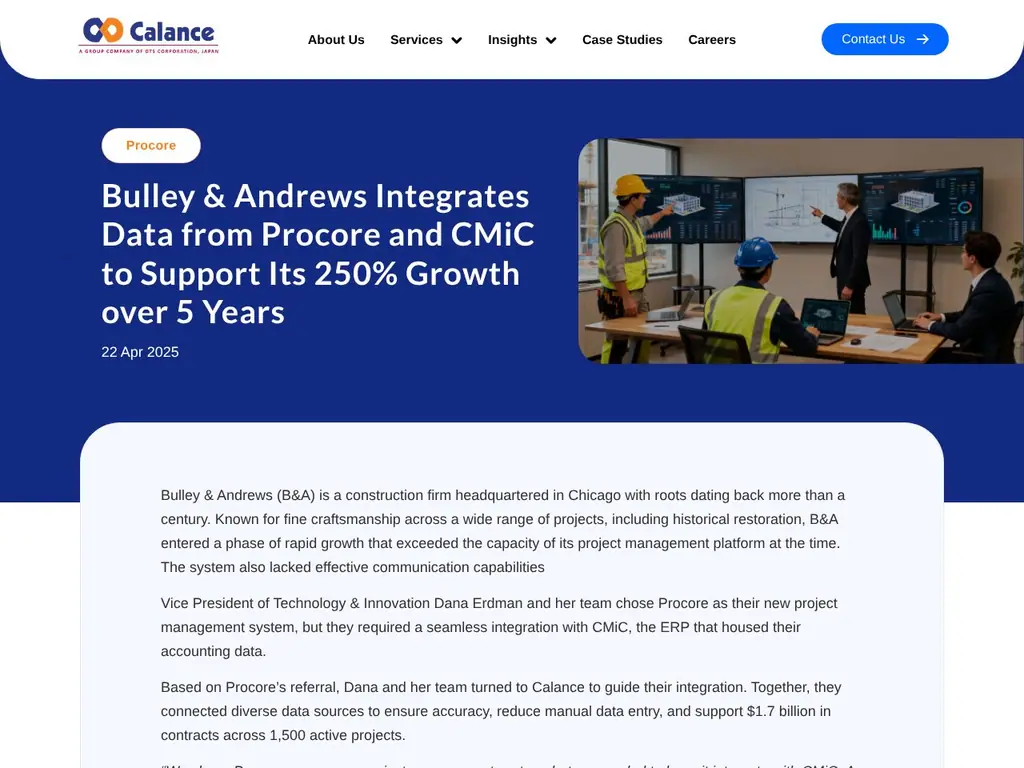 Calance
A GROUP COMPANY OF DTS CORPORATION, JAPAN
About Us
Services
Insights
Case Studies
Careers
Contact Us
Procore
Bulley & Andrews Integrates
Data from Procore and CMiC
to Support Its 250% Growth
over 5 Years
22 Apr 2025
Bulley & Andrews (B&A) is a construction firm headquartered in Chicago with roots dating back more than a
century. Known for fine craftsmanship across a wide range of projects, including historical restoration, B&A
entered a phase of rapid growth that exceeded the capacity of its project management platform at the time.
The system also lacked effective communication capabilities
Vice President of Technology & Innovation Dana Erdman and her team chose Procore as their new project
management system, but they required a seamless integration with CMiC, the ERP that housed their
accounting data.
Based on Procore’s referral, Dana and her team turned to Calance to guide their integration. Together, they
connected diverse data sources to ensure accuracy, reduce manual data entry, and support $1.7 billion in
contracts across 1,500 active projects.